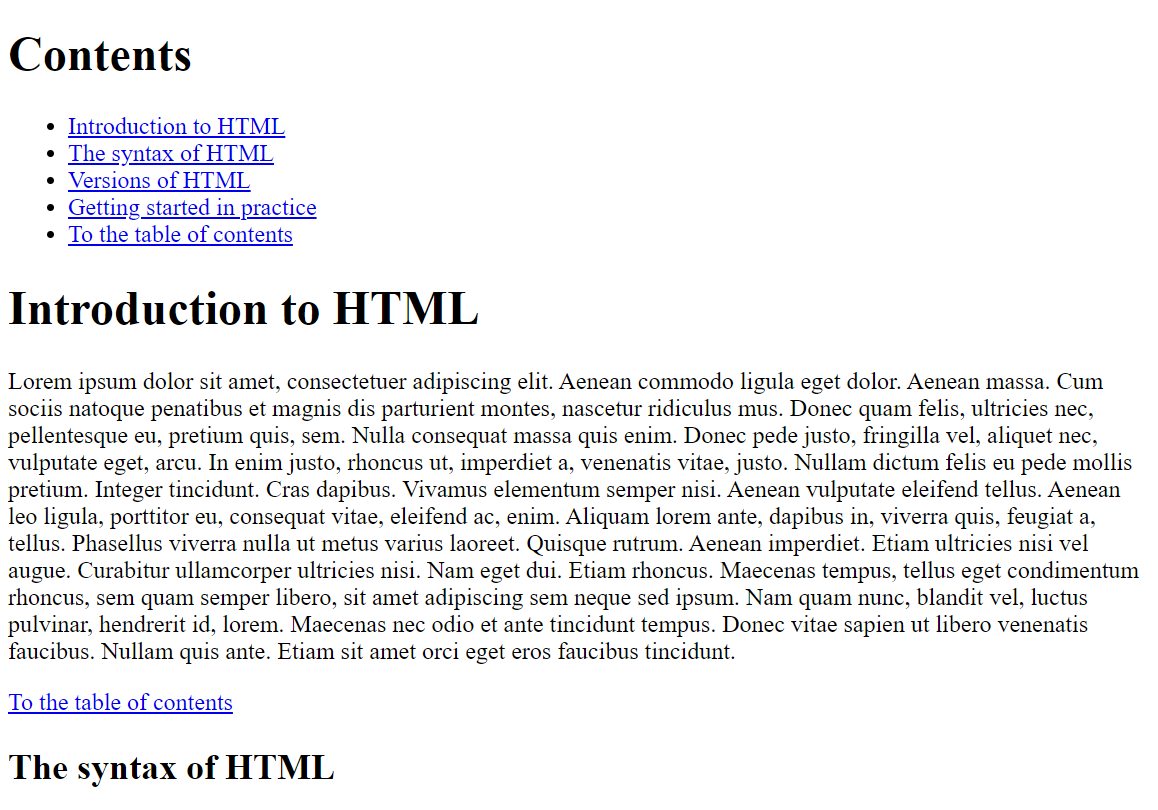 Contents
Introduction to HTML
The syntax of HTML
Versions of HTML
Getting started in practice
To the table of contents
Introduction to HTML
Lorem ipsum dolor sit amet, consectetuer adipiscing elit. Aenean commodo ligula eget dolor. Aenean massa. Cum
sociis natoque penatibus et magnis dis parturient montes, nascetur ridiculus mus. Donec quam felis, ultricies nec,
pellentesque eu, pretium quis, sem. Nulla consequat massa quis enim. Donec pede justo, fringilla vel, aliquet nec,
vulputate eget, arcu. In enim justo, rhoncus ut, imperdiet a, venenatis vitae, justo. Nullam dictum felis eu pede mollis
pretium. Integer tincidunt. Cras dapibus. Vivamus elementum semper nisi. Aenean vulputate eleifend tellus. Aenean
leo ligula, porttitor eu, consequat vitae, eleifend ac, enim. Aliquam lorem ante, dapibus in, viverra quis, feugiat a,
tellus. Phasellus viverra nulla ut metus varius laoreet. Quisque rutrum. Aenean imperdiet. Etiam ultricies nisi vel
augue. Curabitur ullamcorper ultricies nisi. Nam eget dui. Etiam rhoncus. Maecenas tempus, tellus eget condimentum
rhoncus, sem quam semper libero, sit amet adipiscing sem neque sed ipsum. Nam quam nunc, blandit vel, luctus
pulvinar, hendrerit id, lorem. Maecenas nec odio et ante tincidunt tempus. Donec vitae sapien ut libero venenatis
faucibus. Nullam quis ante. Etiam sit amet orci eget eros faucibus tincidunt.
To the table of contents
The syntax of HTML